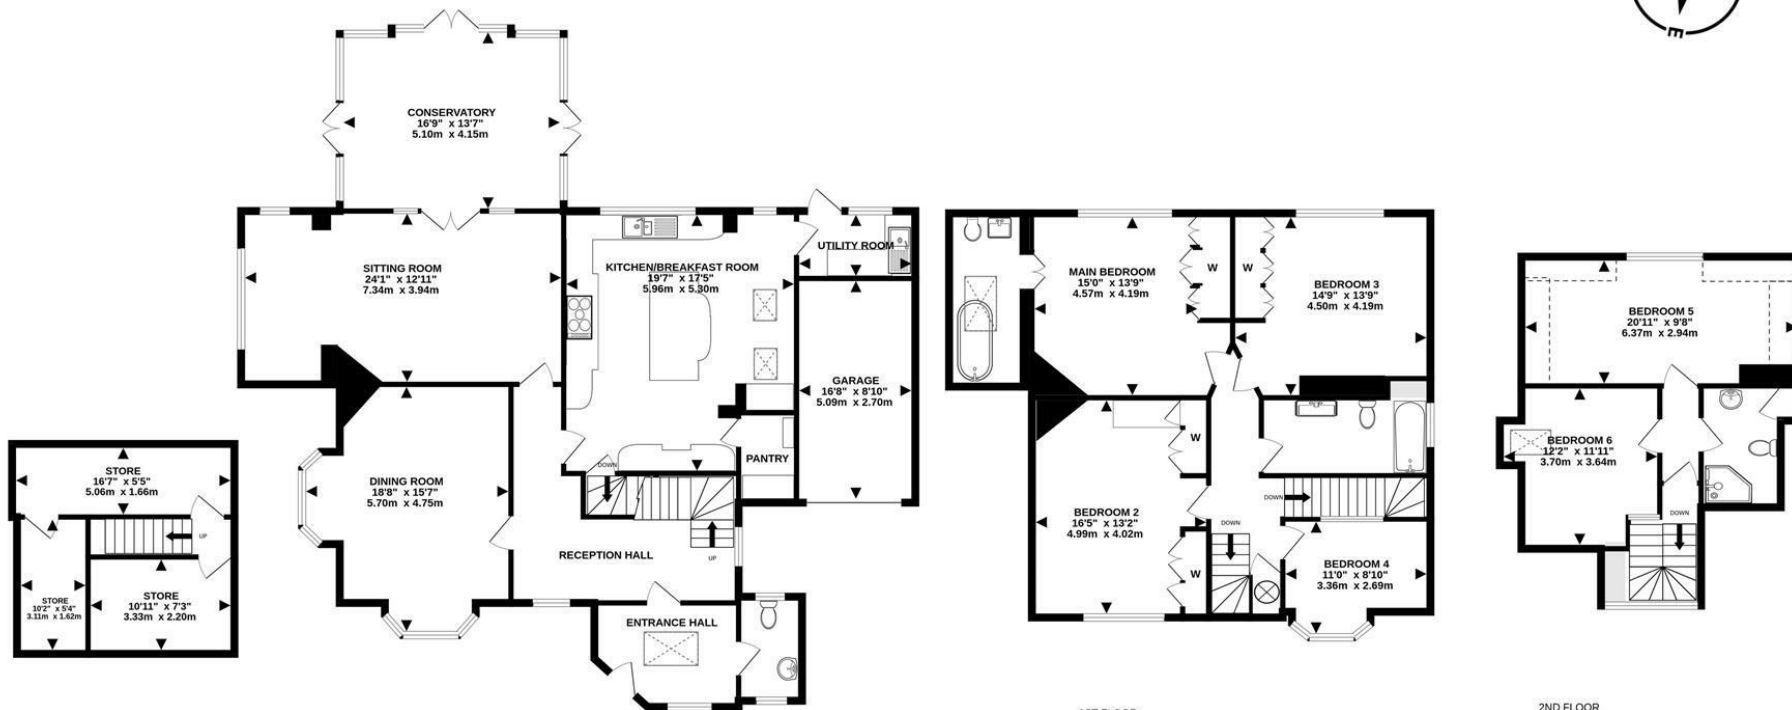 E
CONSERVATORY
16'9" x 13'7"
5.10m x 4.15m
SITTING ROOM
24'1" x 12'11"
7.34m x 3.94m
KITCHEN/BREAKFAST ROOM
19'7" x 17'5"
5.96m x 5.30m
UTILITY ROOM
GARAGE
16'8" x 8'10"
5.09m x 2.70m
PANTRY
DOWN
DINING ROOM
18'8" x 15'7"
5.70m x 4.75m
RECEPTION HALL
UP
ENTRANCE HALL
STORE
16'7" x 5'5"
5.06m x 1.66m
UP
STORE
10'2" x 5'4"
3.11m x 1.62m
STORE
10'11" x 7'3"
3.33m x 2.20m
MAIN BEDROOM
15'0" x 13'9"
4.57m x 4.19m
W
W
BEDROOM 3
14'9" x 13'9"
4.50m x 4.19m
W
BEDROOM 2
16'5" x 13'2"
4.99m x 4.02m
W
DOWN
DOWN
BEDROOM 4
11'0" x 8'10"
3.36m x 2.69m
BEDROOM 5
20'11" x 9'8"
6.37m x 2.94m
BEDROOM 6
12'2" x 11'11"
3.70m x 3.64m
DOWN
2ND FLOOR